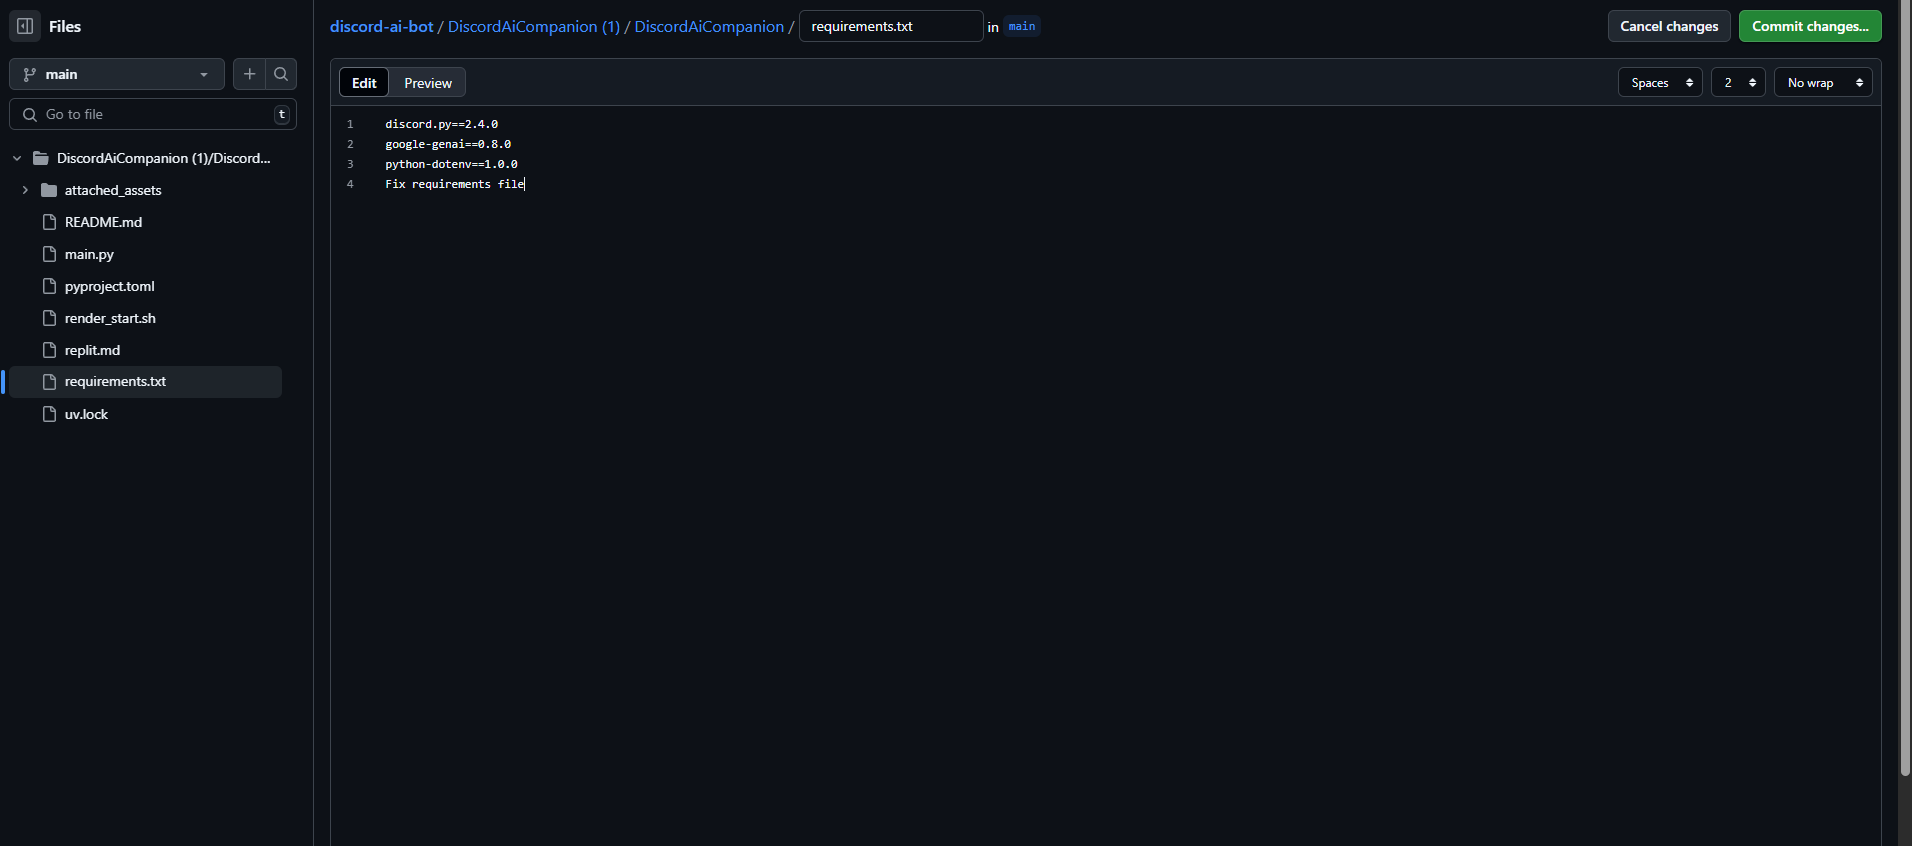 Files
discord-ai-bot / DiscordAiCompanion (1) / DiscordAiCompanion / requirements.txt in main
Cancel changes
Commit changes...
main
Go to file
t
DiscordAiCompanion (1)/Discord...
attached_assets
README.md
main.py
pyproject.toml
render_start.sh
replit.md
requirements.txt
uv.lock
Edit
Preview
Spaces
2
No wrap
1 discord.py==2.4.0
2 google-genai==0.8.0
3 python-dotenv==1.0.0
4 Fix requirements file